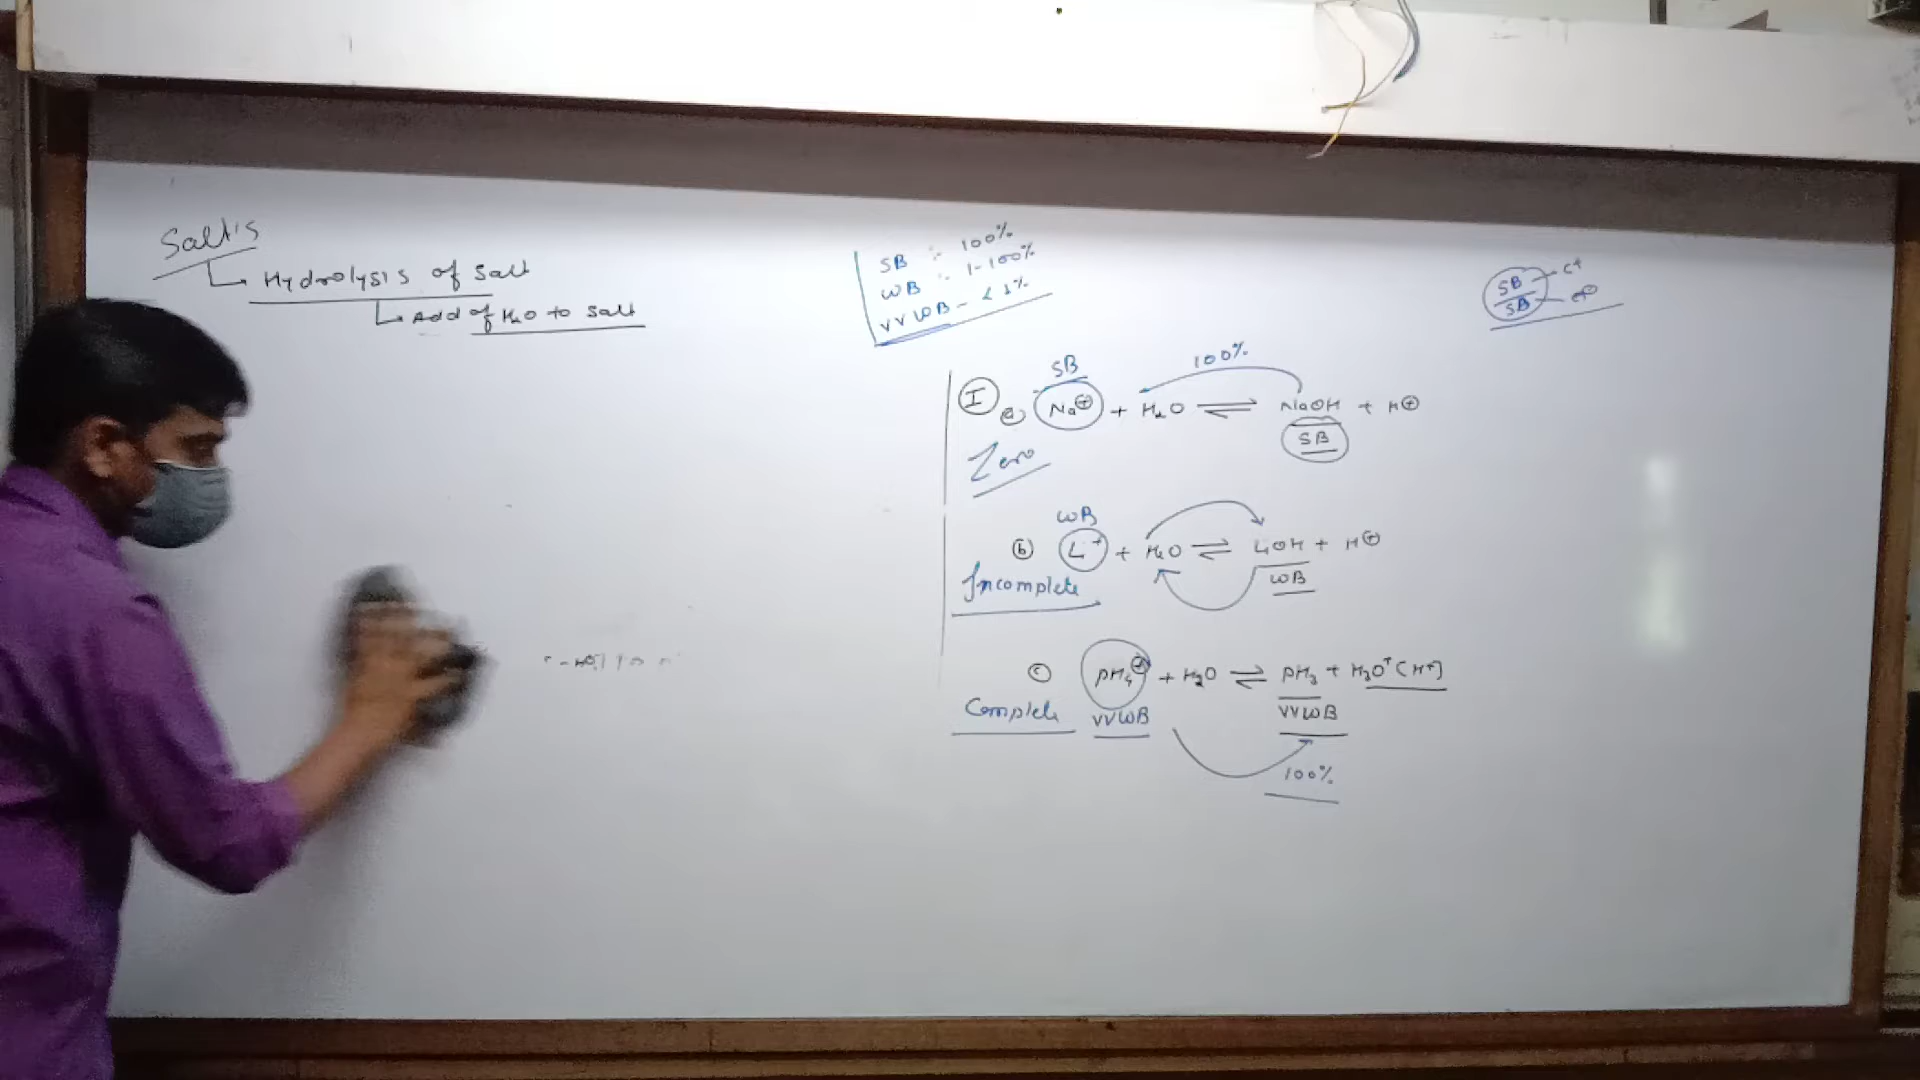 Salt's
Hydrolysis of salt
Add of H₂O to salt
SB : 100%
WB : 1-100%
VVWB - < 1%
SB C⁺
SB
SB 100%
I a) Na⊕ + H₂O ⇌ NaOH + H⊕
Zero SB
WB
b) L⁺ + H₂O ⇌ LOH + H⊕
Incomplete WB
c) PH₄⊕ + H₂O ⇌ PH₃ + H₃O⁺(H⁺)
Complete VVWB VVWB
100%